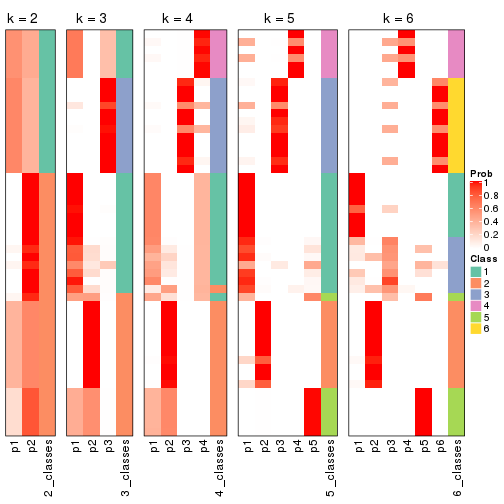 k = 2
k = 3
k = 4
k = 5
k = 6
Prob
1
0.8
0.6
0.4
0.2
0
Class
1
2
3
4
5
6
p1
p2
2_classes
p1
p2
p3
3_classes
p1
p2
p3
p4
4_classes
p1
p2
p3
p4
p5
5_classes
p1
p2
p3
p4
p5
p6
6_classes